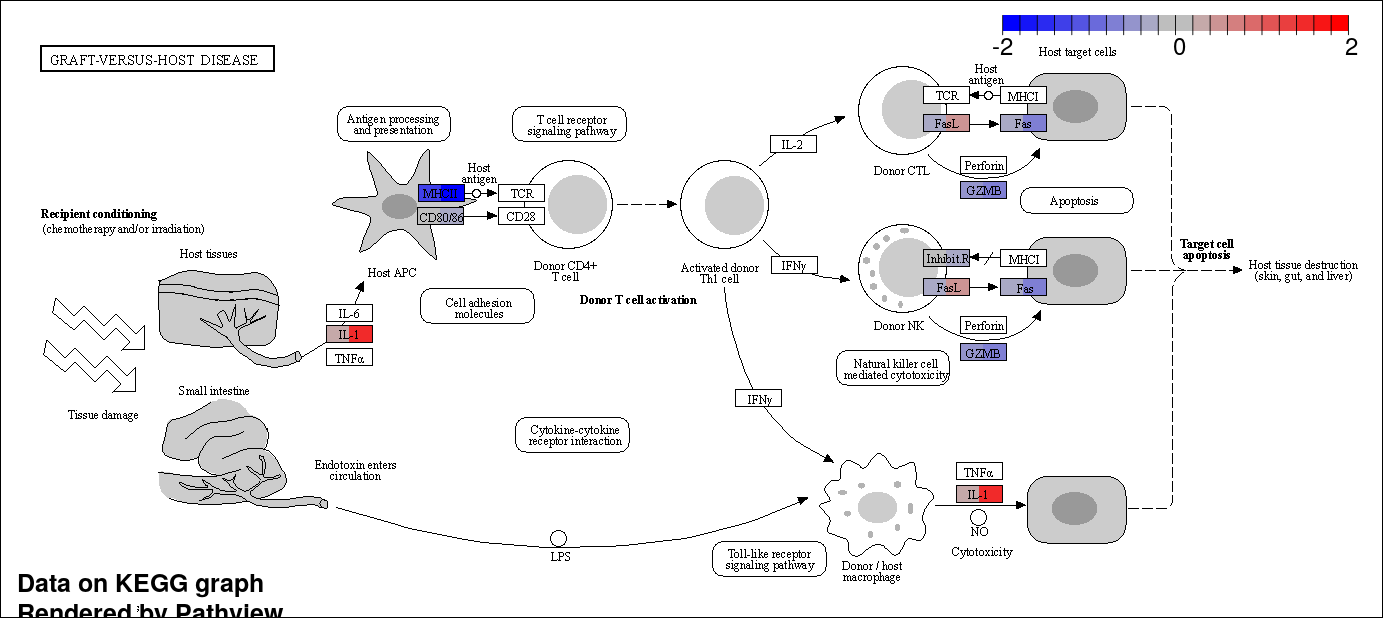 -2
0
2
Host target cells
GRAFT-VERSUS-HOST DISEASE
Antigen processing
and presentation
T cell receptor
signaling pathway
Host
antigen
TCR
MHCI
FasL
Fas
IL-2
Donor CTL
Perforin
GZMB
Apoptosis
Host
antigen
MHCII
TCR
CD80/86
CD28
Recipient conditioning
(chemotherapy and/or irradiation)
Host tissues
Host APC
Donor CD4+
T cell
Activated donor
Th1 cell
IFNγ
Inhibit.R
MHCI
FasL
Fas
Target cell
apoptosis
Host tissue destruction
(skin, gut, and liver)
Cell adhesion
molecules
Donor T cell activation
IL-6
IL-1
TNFα
Donor NK
Perforin
GZMB
Natural killer cell
mediated cytotoxicity
Small intestine
Tissue damage
IFNγ
Cytokine-cytokine
receptor interaction
Endotoxin enters
circulation
TNFα
IL-1
NO
Cytotoxicity
LPS
Toll-like receptor
signaling pathway
Donor / host
macrophage
Data on KEGG graph
Rendered by Pathview